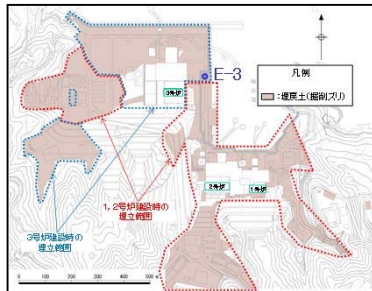 E-3
凡例
:埋戻土(掘削ズリ)
3号炉
2号炉
1号炉
1, 2号炉建設時の
埋立範囲
3号炉建設時の
埋立範囲
0 100 200 300 400 500 m